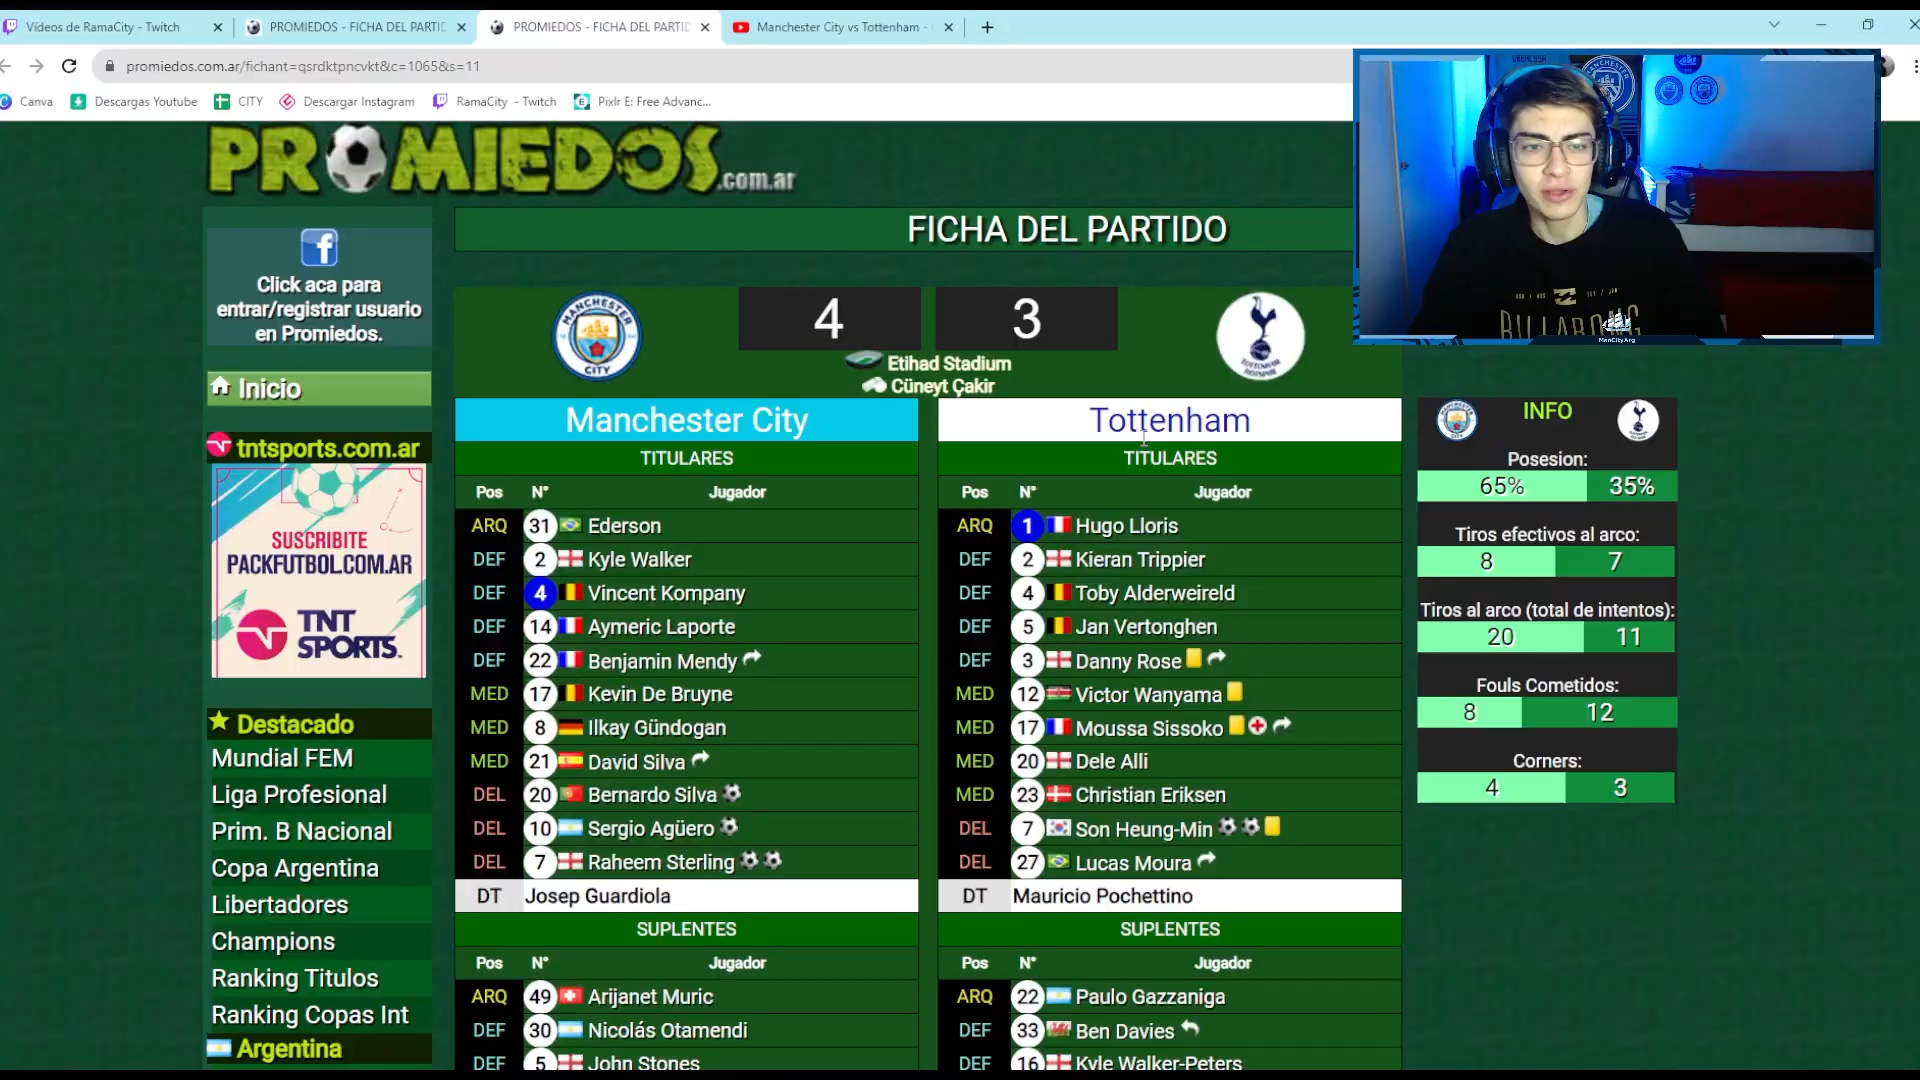 Vídeos de RamaCity - Twitch
PROMIEDOS - FICHA DEL PARTID
PROMIEDOS - FICHA DEL PARTID
Manchester City vs Tottenham -
promiedos.com.ar/fichant=qsrdktpncvkt&c=1065&s=11
Canva
Descargas Youtube
CITY
Descargar Instagram
RamaCity - Twitch
Pixlr E: Free Advanc...
PROMIEDOS.com.ar
FICHA DEL PARTIDO
Click aca para
entrar/registrar usuario
en Promiedos.
Inicio
tntsports.com.ar
SUSCRIBITE
PACKFUTBOL.COM.AR
TNT
SPORTS.
Destacado
Mundial FEM
Liga Profesional
Prim. B Nacional
Copa Argentina
Libertadores
Champions
Ranking Titulos
Ranking Copas Int
Argentina
MANCHESTER
CITY
4 3
Etihad Stadium
Cüneyt Çakir
Manchester City
TITULARES
Pos N° Jugador
ARQ 31 Ederson
DEF 2 Kyle Walker
DEF 4 Vincent Kompany
DEF 14 Aymeric Laporte
DEF 22 Benjamin Mendy
MED 17 Kevin De Bruyne
MED 8 Ilkay Gündogan
MED 21 David Silva
DEL 20 Bernardo Silva
DEL 10 Sergio Agüero
DEL 7 Raheem Sterling
DT Josep Guardiola
SUPLENTES
Pos N° Jugador
ARQ 49 Arijanet Muric
DEF 30 Nicolás Otamendi
DEF 5 John Stones
Tottenham
TITULARES
Pos N° Jugador
ARQ 1 Hugo Lloris
DEF 2 Kieran Trippier
DEF 4 Toby Alderweireld
DEF 5 Jan Vertonghen
DEF 3 Danny Rose
MED 12 Victor Wanyama
MED 17 Moussa Sissoko
MED 20 Dele Alli
MED 23 Christian Eriksen
DEL 7 Son Heung-Min
DEL 27 Lucas Moura
DT Mauricio Pochettino
SUPLENTES
Pos N° Jugador
ARQ 22 Paulo Gazzaniga
DEF 33 Ben Davies
DEF 16 Kyle Walker-Peters
INFO
Posesion:
65% 35%
Tiros efectivos al arco:
8 7
Tiros al arco (total de intentos):
20 11
Fouls Cometidos:
8 12
Corners:
4 3
BILLABONG
ManCityArg